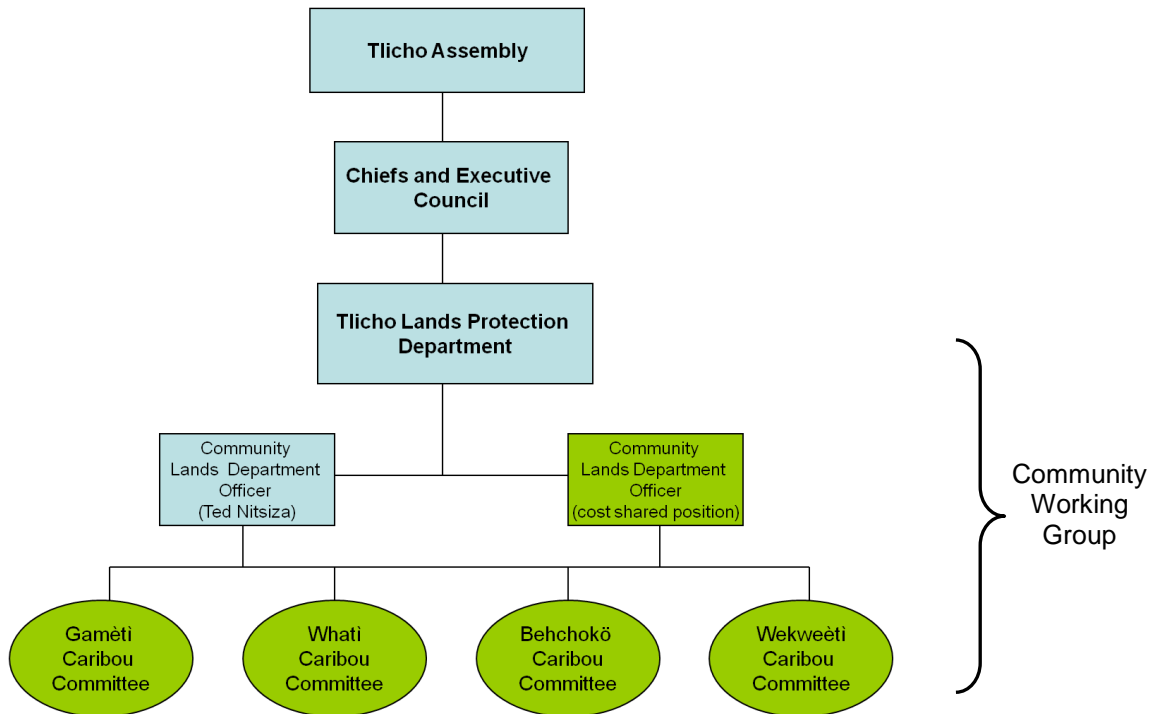 Tlicho Assembly
Chiefs and Executive
Council
Tlicho Lands Protection
Department
Community
Lands Department
Officer
(Ted Nitsiza)
Community
Lands Department
Officer
(cost shared position)
Community
Working
Group
Gamètì
Caribou
Committee
Whatì
Caribou
Committee
Behchokö
Caribou
Committee
Wekweètì
Caribou
Committee